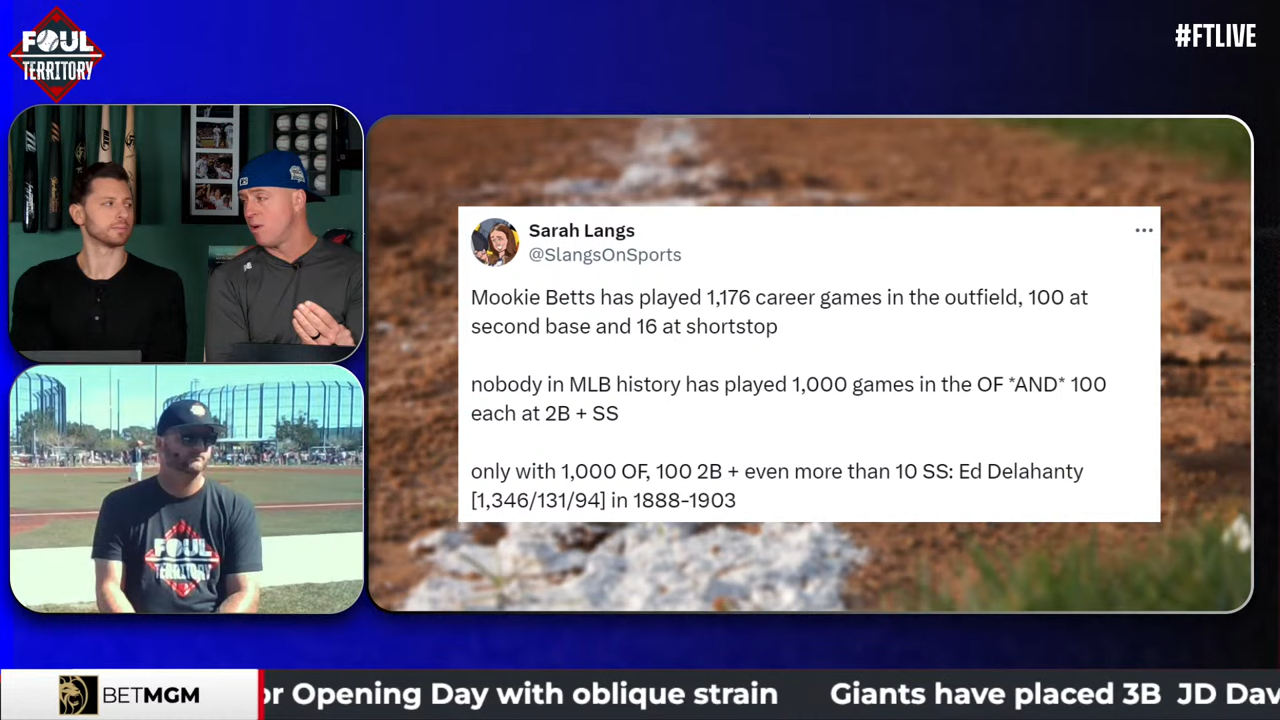 FOUL
TERRITORY
#FTLIVE
Sarah Langs
@SlangsOnSports
Mookie Betts has played 1,176 career games in the outfield, 100 at
second base and 16 at shortstop
nobody in MLB history has played 1,000 games in the OF *AND* 100
each at 2B + SS
only with 1,000 OF, 100 2B + even more than 10 SS: Ed Delahanty
[1,346/131/94] in 1888-1903
FOUL
TERRITORY
BETMGM
or Opening Day with oblique strain
Giants have placed 3B JD Dav